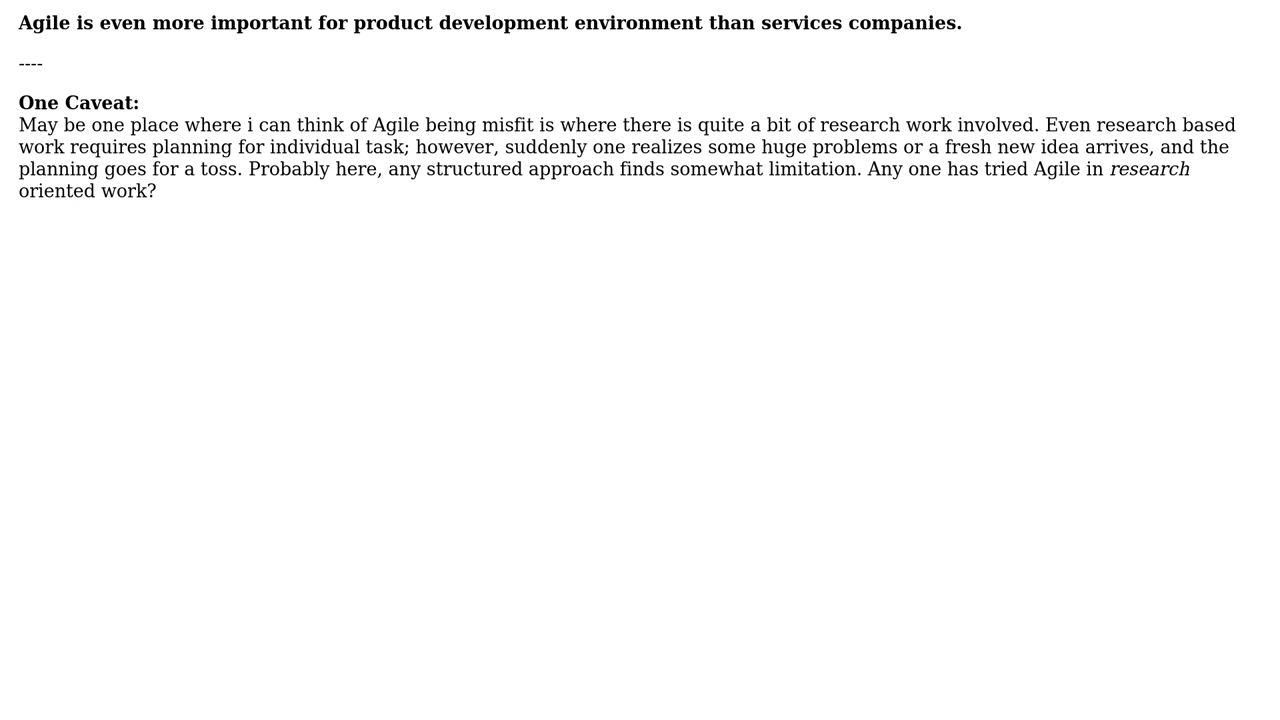 Agile is even more important for product development environment than services companies.
----
One Caveat:
May be one place where i can think of Agile being misfit is where there is quite a bit of research work involved. Even research based
work requires planning for individual task; however, suddenly one realizes some huge problems or a fresh new idea arrives, and the
planning goes for a toss. Probably here, any structured approach finds somewhat limitation. Any one has tried Agile in research
oriented work?